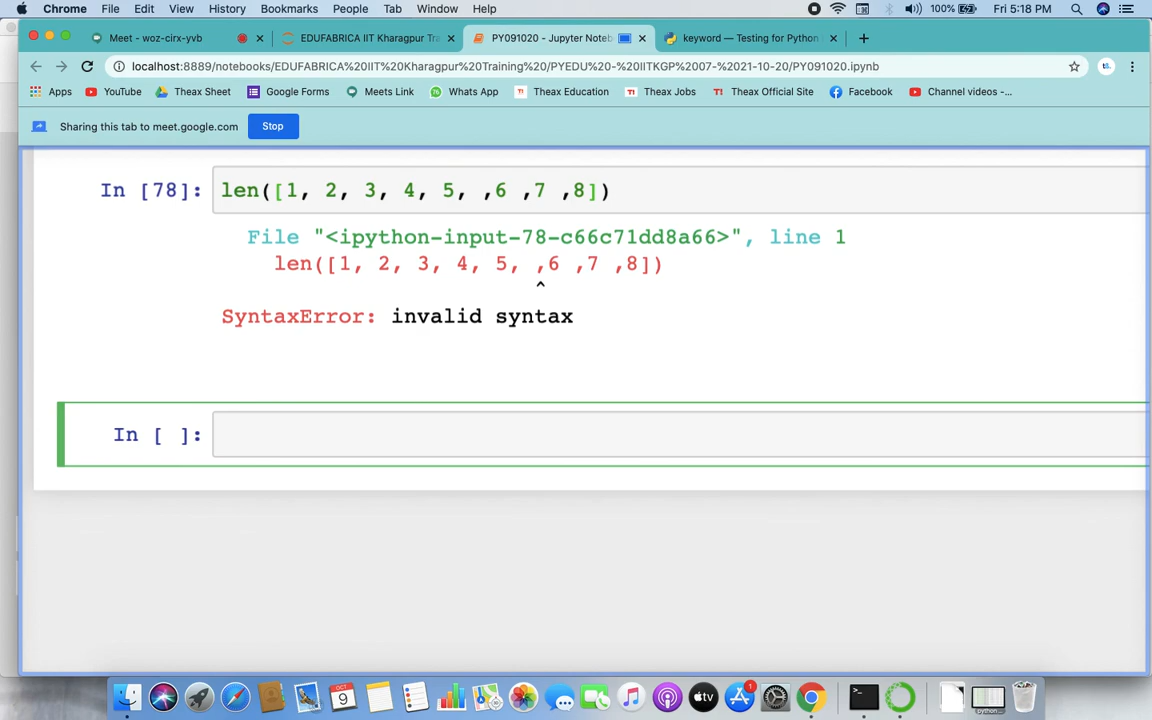 Chrome File Edit View History Bookmarks People Tab Window Help 100% Fri 5:18 PM
Meet - woz-cirx-yvb EDUFABRICA IIT Kharagpur Tra PY091020 - Jupyter Noteb keyword — Testing for Python
localhost:8889/notebooks/EDUFABRICA%20IIT%20Kharagpur%20Training%20/PYEDU%20-%20IITKGP%2007-%2021-10-20/PY091020.ipynb
Apps YouTube Theax Sheet Google Forms Meets Link Whats App Theax Education Theax Jobs Theax Official Site Facebook Channel videos -...
Sharing this tab to meet.google.com Stop
In [78]: len([1, 2, 3, 4, 5, ,6 ,7 ,8])
File "<ipython-input-78-c66c71dd8a66>", line 1
len([1, 2, 3, 4, 5, ,6 ,7 ,8])
^
SyntaxError: invalid syntax
In [ ]:
OCT
9
tv
1